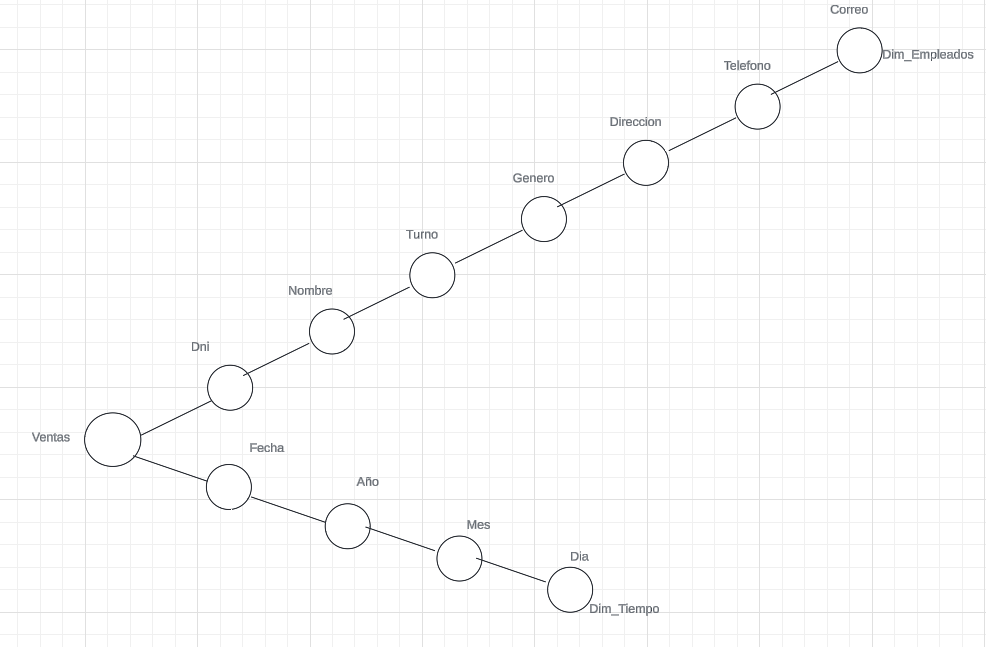 Correo
Dim_Empleados
Telefono
Direccion
Genero
Turno
Nombre
Dni
Ventas
Fecha
Año
Mes
Dia
Dim_Tiempo